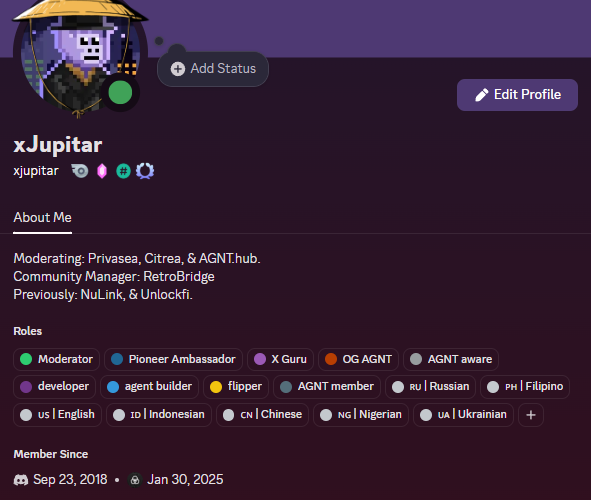 Add Status
Edit Profile
xJupitar
xjupitar
About Me
Moderating: Privasea, Citrea, & AGNT.hub.
Community Manager: RetroBridge
Previously: NuLink, & Unlockfi.
Roles
Moderator Pioneer Ambassador X Guru OG AGNT AGNT aware
developer agent builder flipper AGNT member RU | Russian PH | Filipino
US | English ID | Indonesian CN | Chinese NG | Nigerian UA | Ukrainian +
Member Since
Sep 23, 2018 • Jan 30, 2025